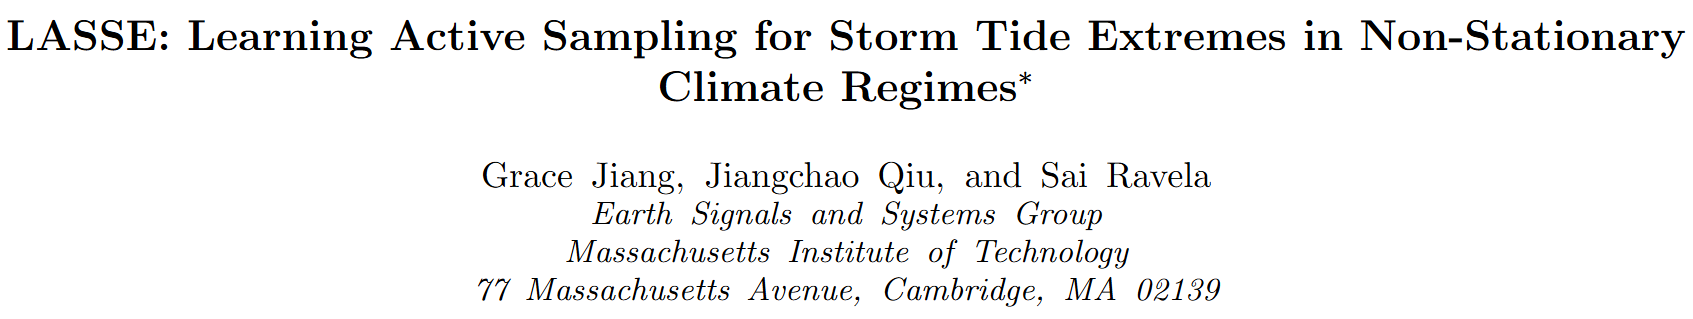 LASSE: Learning Active Sampling for Storm Tide Extremes in Non-Stationary
Climate Regimes*
Grace Jiang, Jiangchao Qiu, and Sai Ravela
Earth Signals and Systems Group
Massachusetts Institute of Technology
77 Massachusetts Avenue, Cambridge, MA 02139